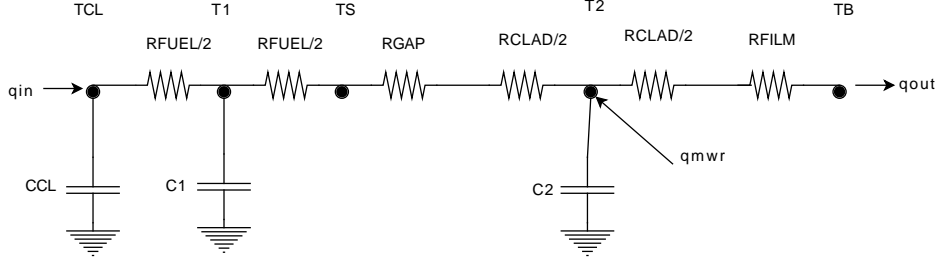 TCL T1 TS T2 TB
RFUEL/2 RFUEL/2 RGAP RCLAD/2 RCLAD/2 RFILM
qin qout
qmwr
CCL C1 C2